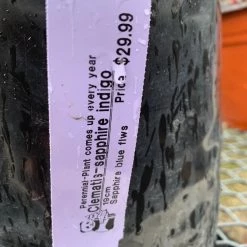 Perennial-Plant comes up every year
Clematis-sapphire indigo
19cm Price $29.99
Sapphire blue flws